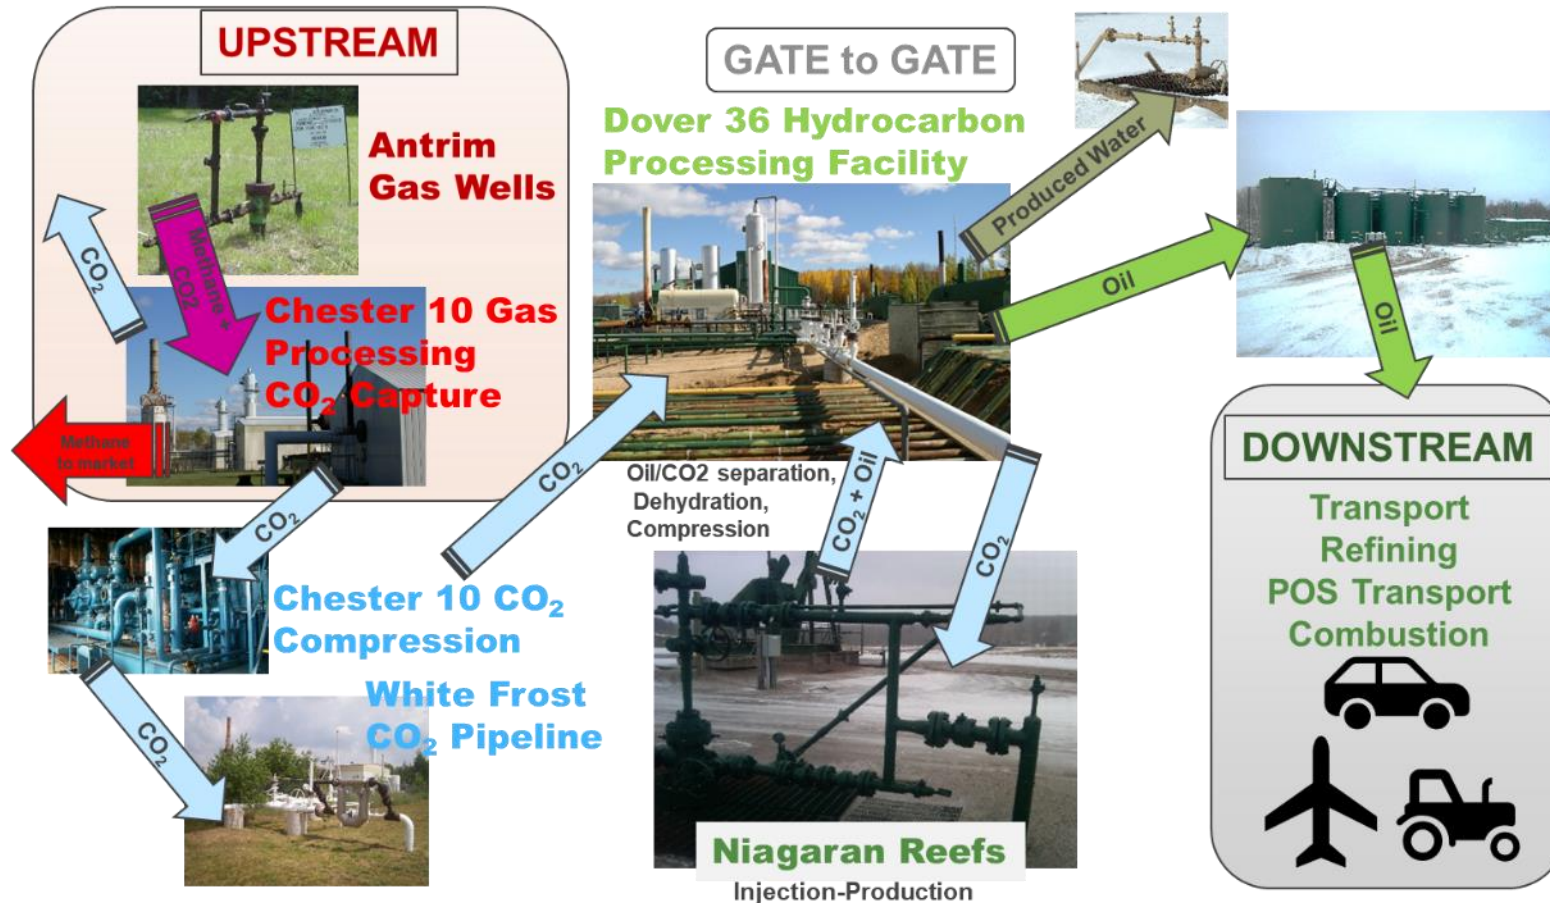 UPSTREAM
Antrim
Gas Wells
CO₂
Methane +
CO2
Chester 10 Gas
Processing
CO₂ Capture
Methane
to market
CO₂
Chester 10 CO₂
Compression
CO₂
White Frost
CO₂ Pipeline
GATE to GATE
Dover 36 Hydrocarbon
Processing Facility
CO₂
Oil/CO2 separation,
Dehydration,
Compression
CO₂ + Oil
CO₂
Niagaran Reefs
Injection-Production
Produced Water
Oil
Oil
DOWNSTREAM
Transport
Refining
POS Transport
Combustion